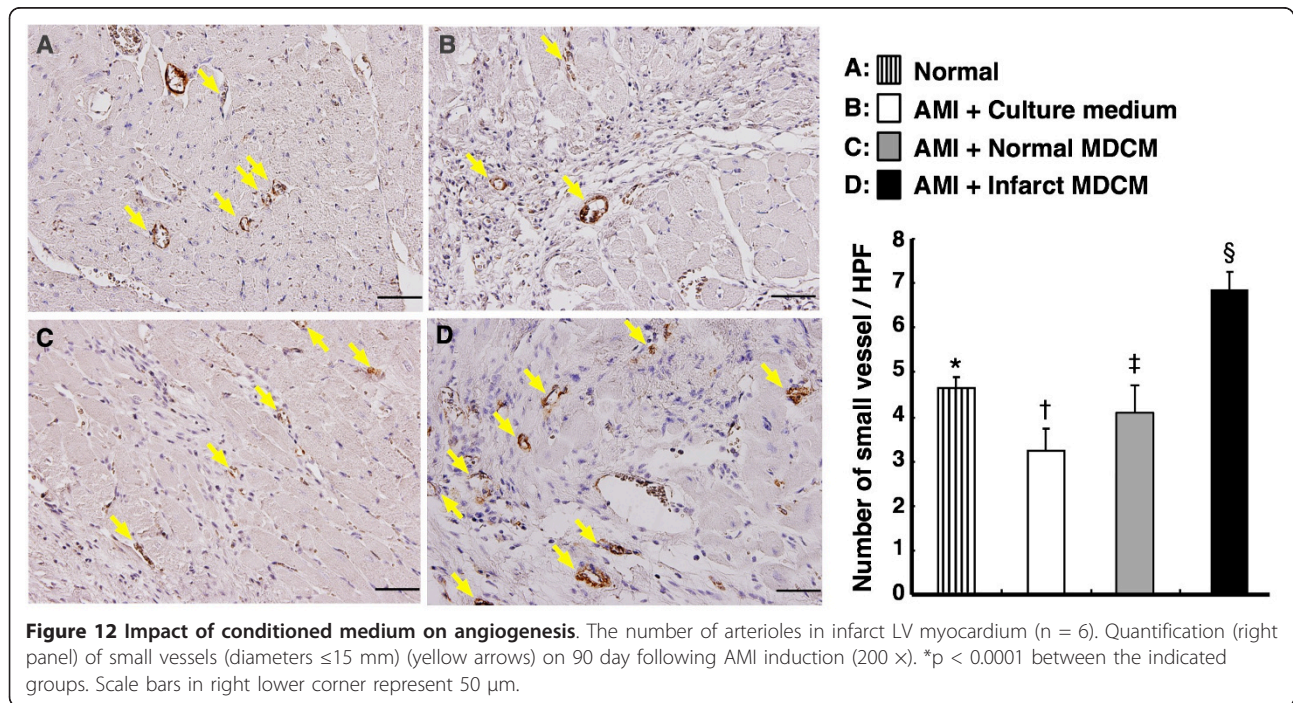 A
B
C
D
A: Normal
B: AMI + Culture medium
C: AMI + Normal MDCM
D: AMI + Infarct MDCM
Number of small vessel / HPF
8
7
6
5
4
3
2
1
0
*
†
‡
§
Figure 12 Impact of conditioned medium on angiogenesis. The number of arterioles in infarct LV myocardium (n = 6). Quantification (right
panel) of small vessels (diameters ≤15 mm) (yellow arrows) on 90 day following AMI induction (200 ×). *p < 0.0001 between the indicated
groups. Scale bars in right lower corner represent 50 μm.